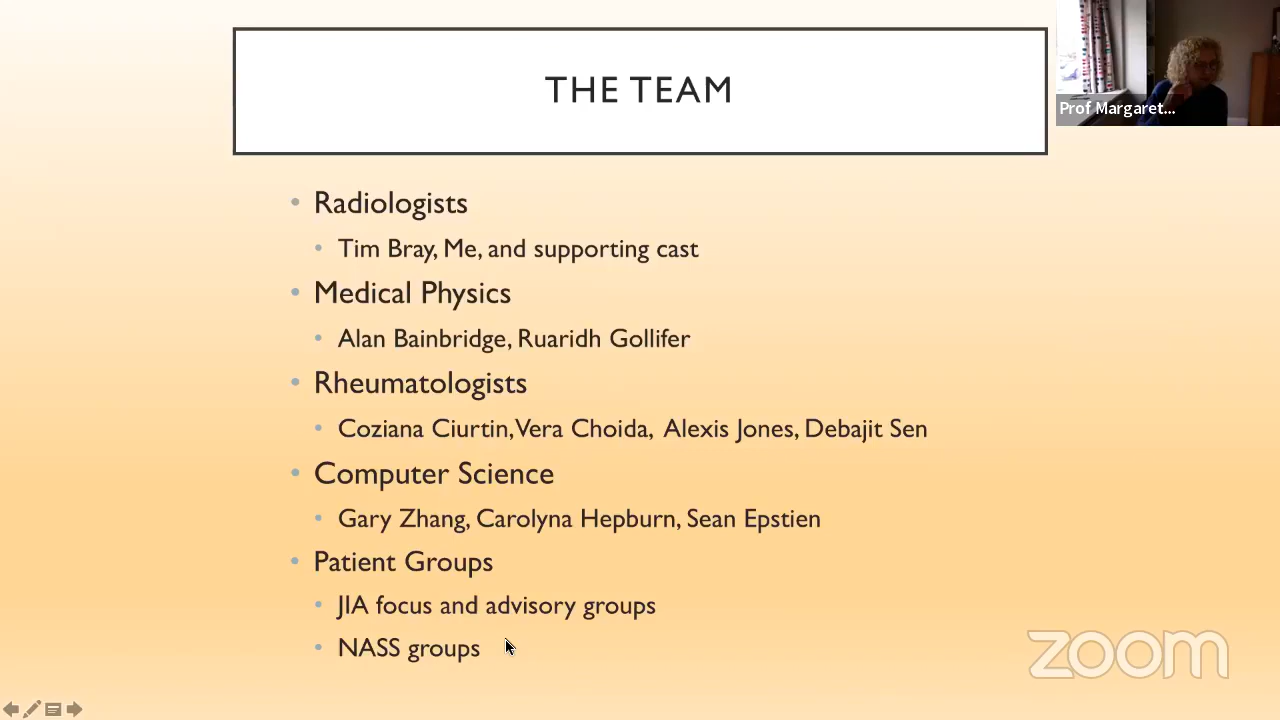 THE TEAM
Prof Margaret...
Radiologists
Tim Bray, Me, and supporting cast
Medical Physics
Alan Bainbridge, Ruaridh Gollifer
Rheumatologists
Coziana Ciurtin, Vera Choida, Alexis Jones, Debajit Sen
Computer Science
Gary Zhang, Carolyna Hepburn, Sean Epstien
Patient Groups
JIA focus and advisory groups
NASS groups
zoom